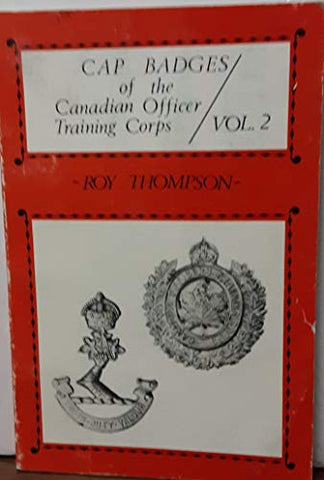 CAP BADGES
of the
Canadian Officer
Training Corps / VOL. 2
~ROY THOMPSON~